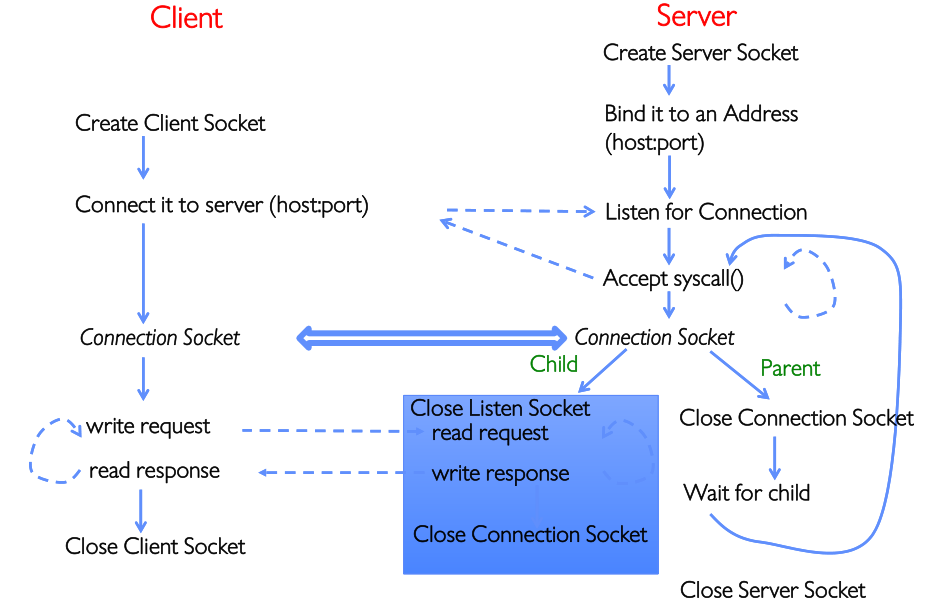 Client
Server
Create Server Socket
Create Client Socket
Bind it to an Address
(host:port)
Connect it to server (host:port)
Listen for Connection
Accept syscall()
Connection Socket
Connection Socket
Child
Parent
Close Listen Socket
Close Connection Socket
write request
read request
read response
write response
Wait for child
Close Client Socket
Close Connection Socket
Close Server Socket